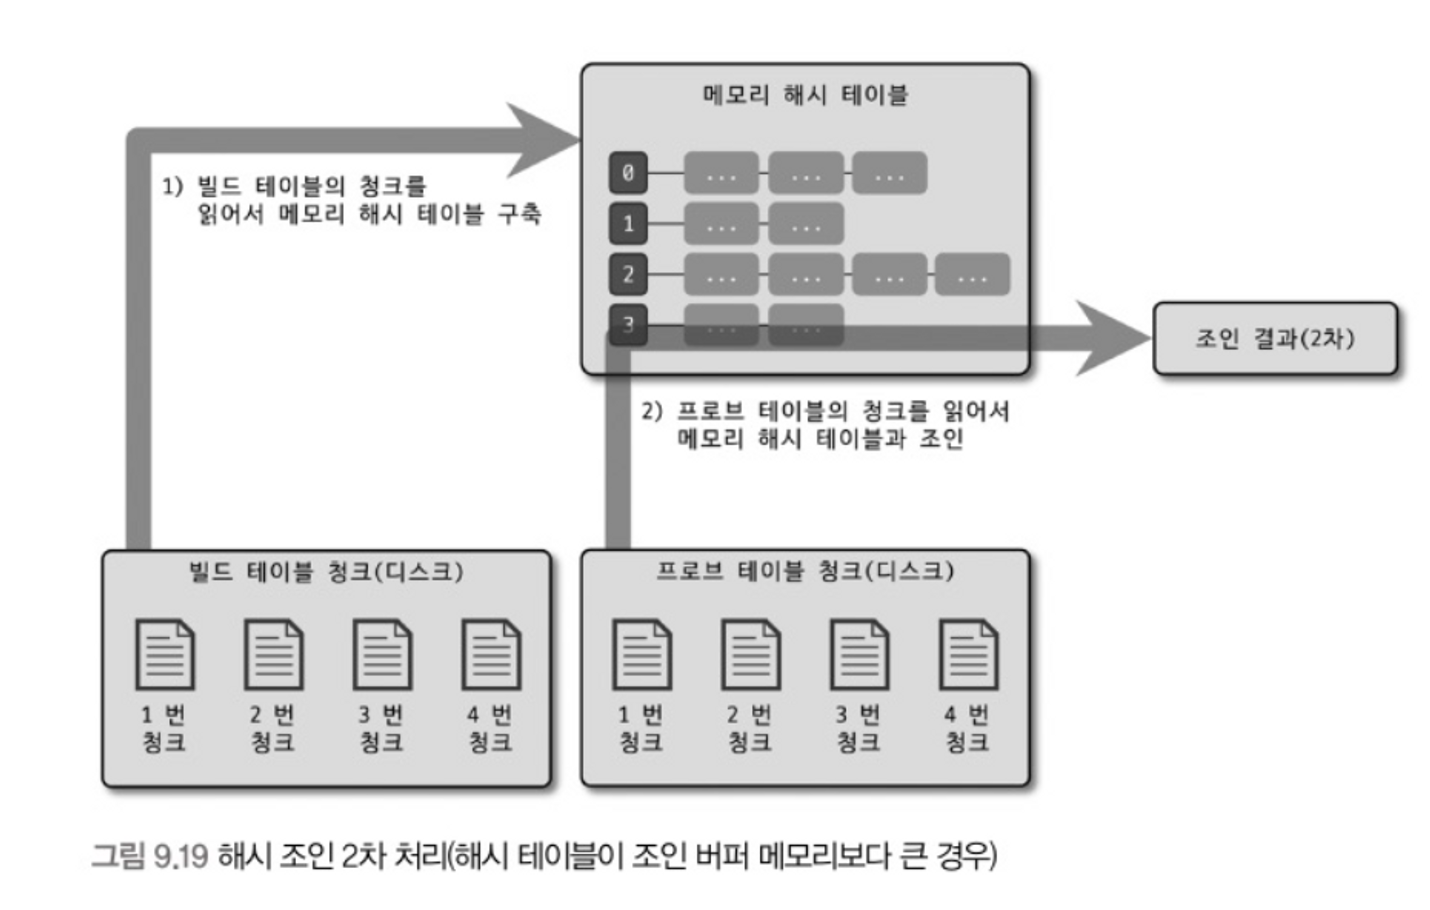 메모리 해시 테이블
0 ... ... ...
1 ... ...
2 ... ... ... ...
3 ... ...
1) 빌드 테이블의 청크를
읽어서 메모리 해시 테이블 구축
조인 결과(2차)
2) 프로브 테이블의 청크를 읽어서
메모리 해시 테이블과 조인
빌드 테이블 청크(디스크)
1 번
청크
2 번
청크
3 번
청크
4 번
청크
프로브 테이블 청크(디스크)
1 번
청크
2 번
청크
3 번
청크
4 번
청크
그림 9.19 해시 조인 2차 처리(해시 테이블이 조인 버퍼 메모리보다 큰 경우)